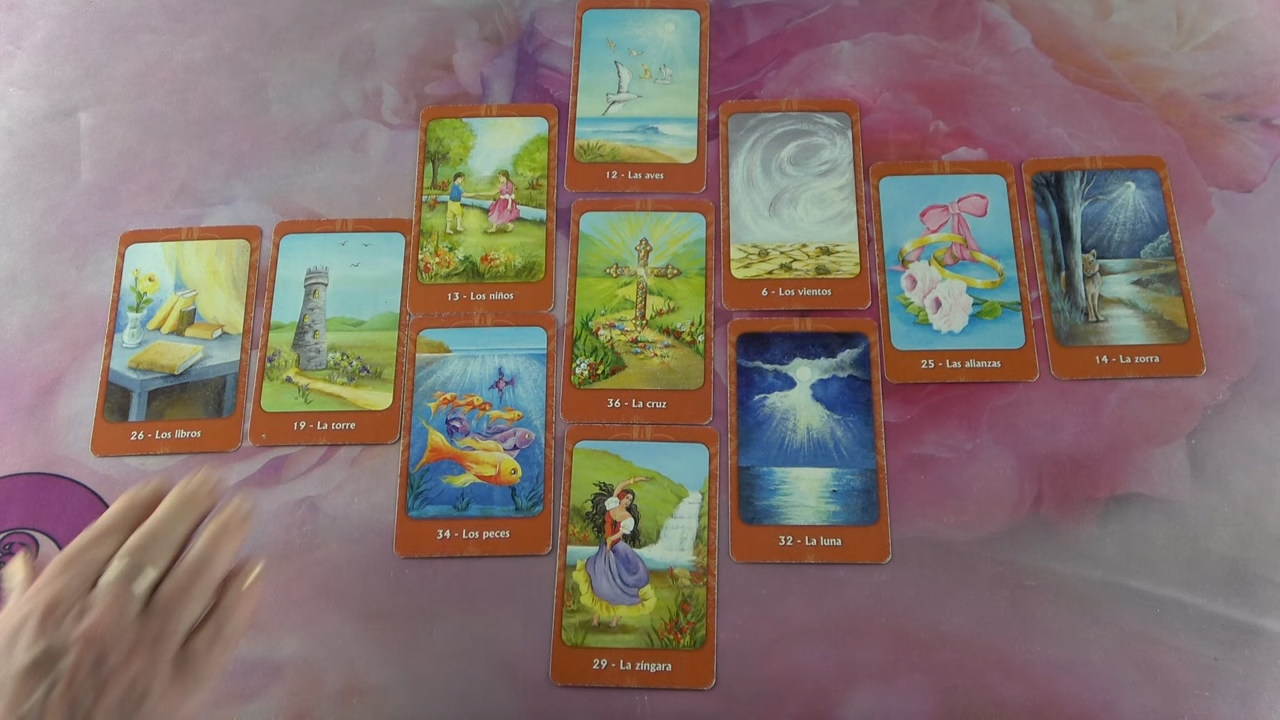 12 - Las aves
13 - Los niños
6 - Los vientos
25 - Las alianzas
14 - La zorra
26 - Los libros
19 - La torre
36 - La cruz
34 - Los peces
32 - La luna
29 - La zíngara